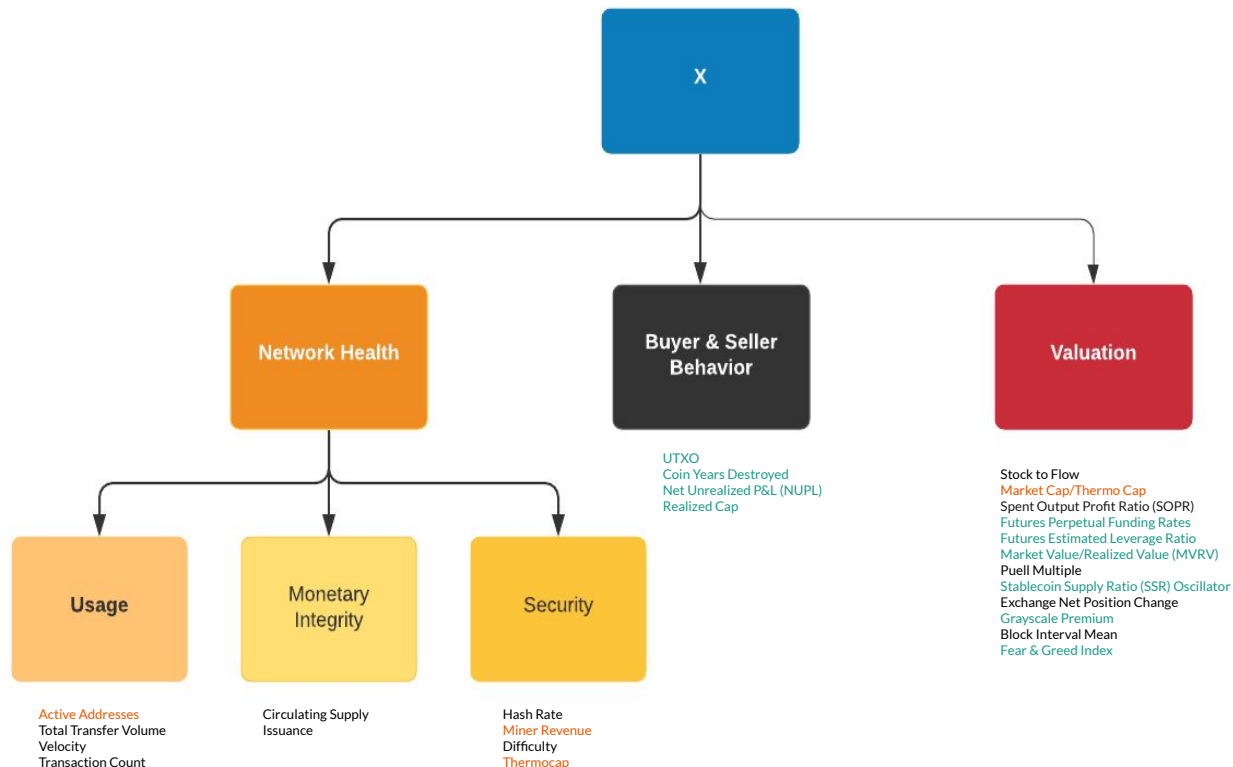 X
Network Health
Buyer & Seller
Behavior
Valuation
UTXO
Coin Years Destroyed
Net Unrealized P&L (NUPL)
Realized Cap
Stock to Flow
Market Cap/Thermo Cap
Spent Output Profit Ratio (SOPR)
Futures Perpetual Funding Rates
Futures Estimated Leverage Ratio
Market Value/Realized Value (MVRV)
Puell Multiple
Stablecoin Supply Ratio (SSR) Oscillator
Exchange Net Position Change
Grayscale Premium
Block Interval Mean
Fear & Greed Index
Usage
Monetary
Integrity
Security
Active Addresses
Total Transfer Volume
Velocity
Transaction Count
Circulating Supply
Issuance
Hash Rate
Miner Revenue
Difficulty
Thermocap